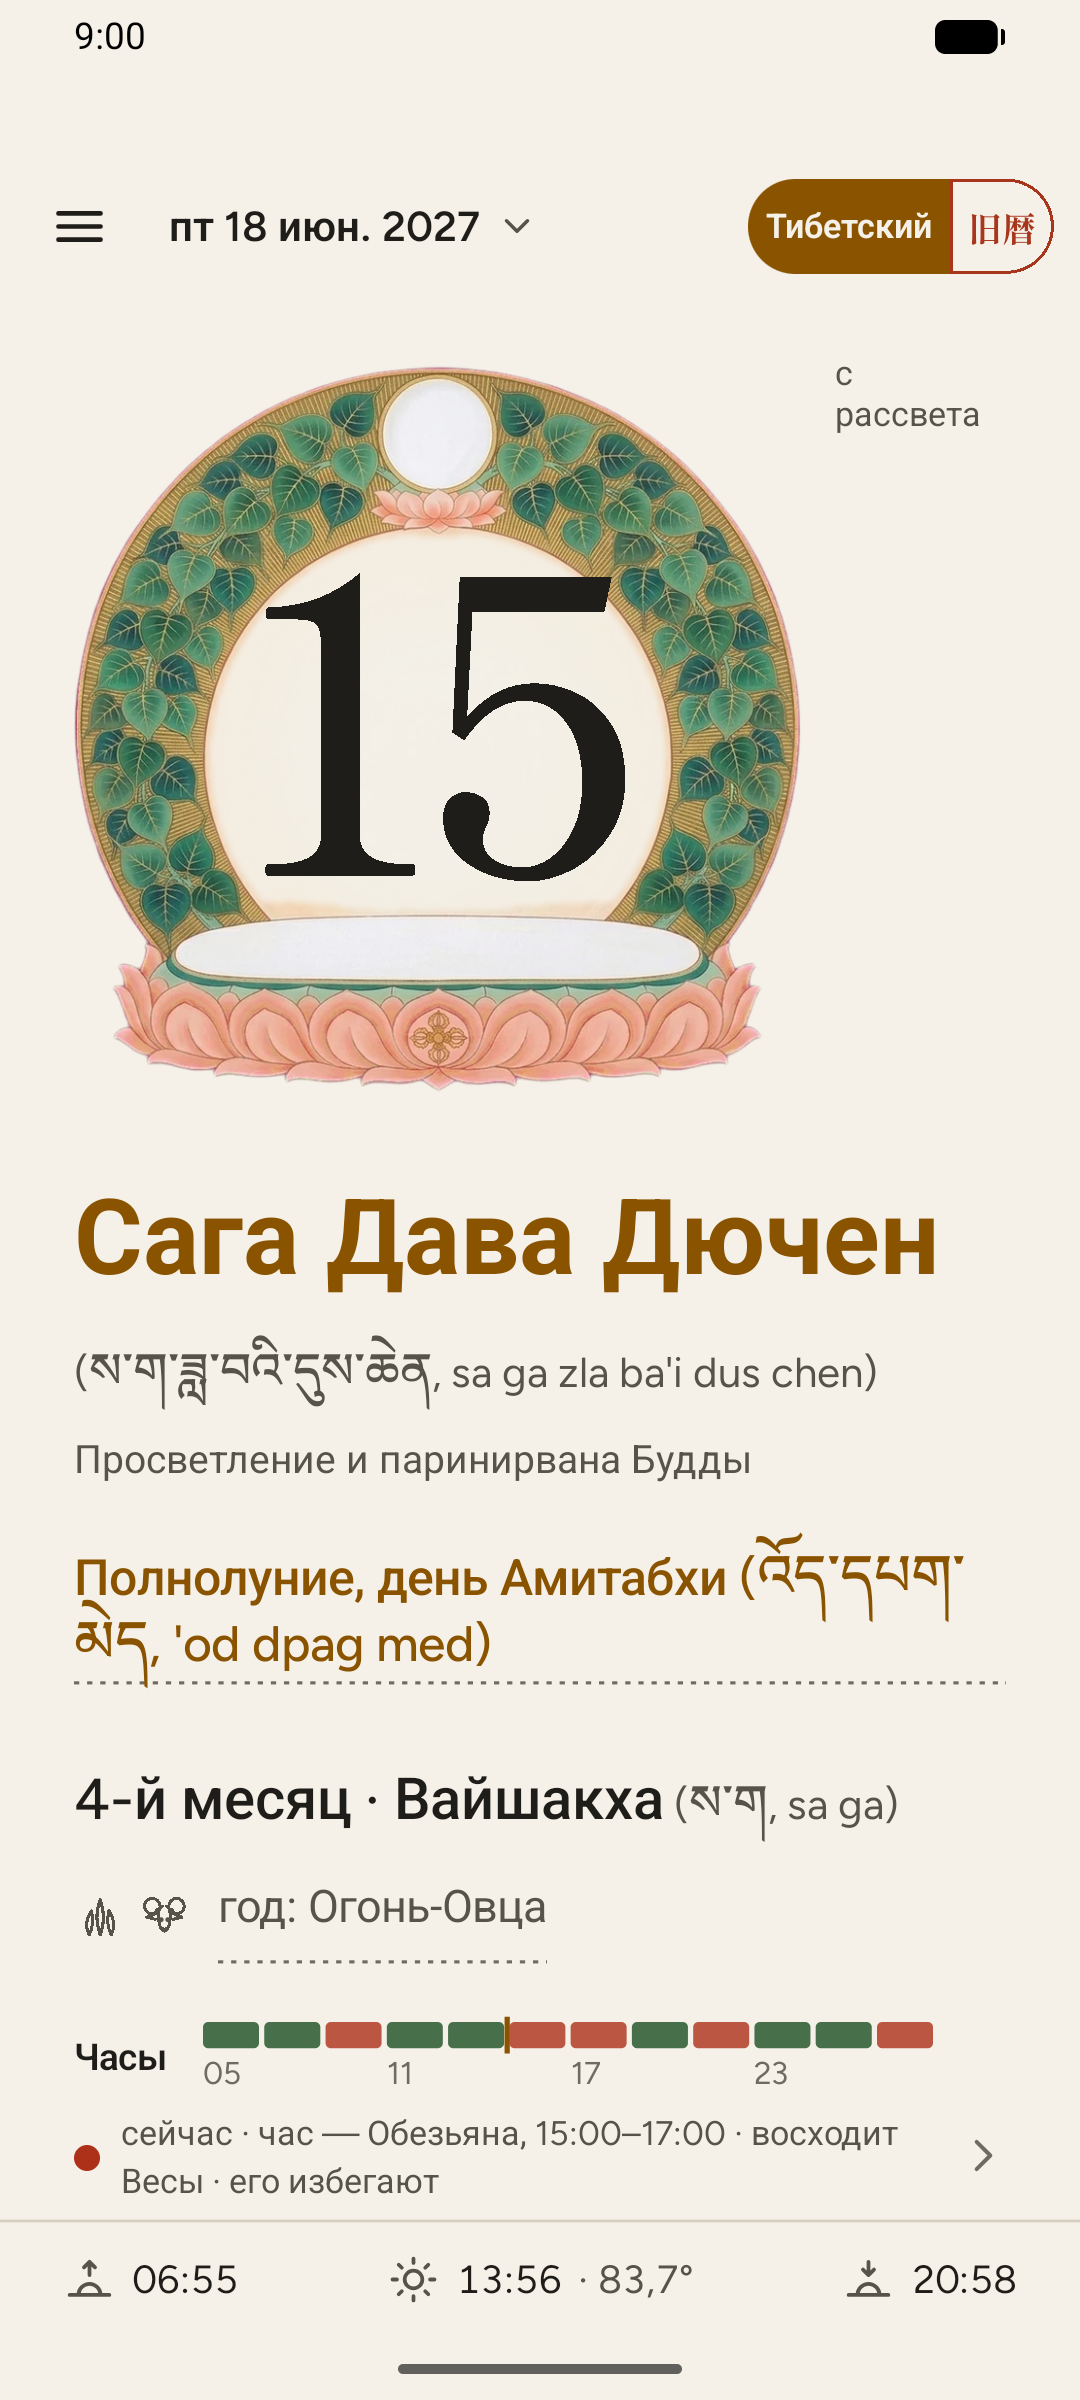 9:00
пт 18 июн. 2027
Тибетский
旧暦
с
рассвета
15
Сага Дава Дючен
(ས་ག་ཟླ་བའི་དུས་ཆེན, sa ga zla ba'i dus chen)
Просветление и паринирвана Будды
Полнолуние, день Амитабхи (འོད་དཔག་
མེད, 'od dpag med)
4-й месяц · Вайшакха (ས་ག, sa ga)
год: Огонь-Овца
Часы
05 11 17 23
сейчас · час — Обезьяна, 15:00–17:00 · восходит
Весы · его избегают
06:55
13:56 · 83,7°
20:58